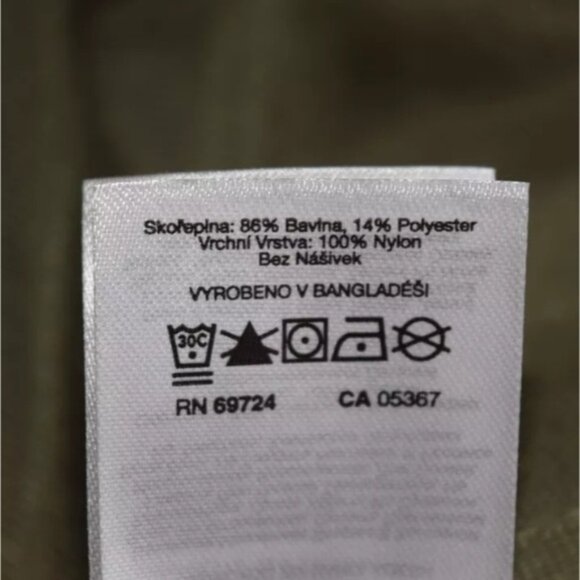 Skořepina: 86% Bavlna, 14% Polyester
Vrchní Vrstva: 100% Nylon
Bez Nášivek
VYROBENO V BANGLADÉŠI
30C
RN 69724 CA 05367